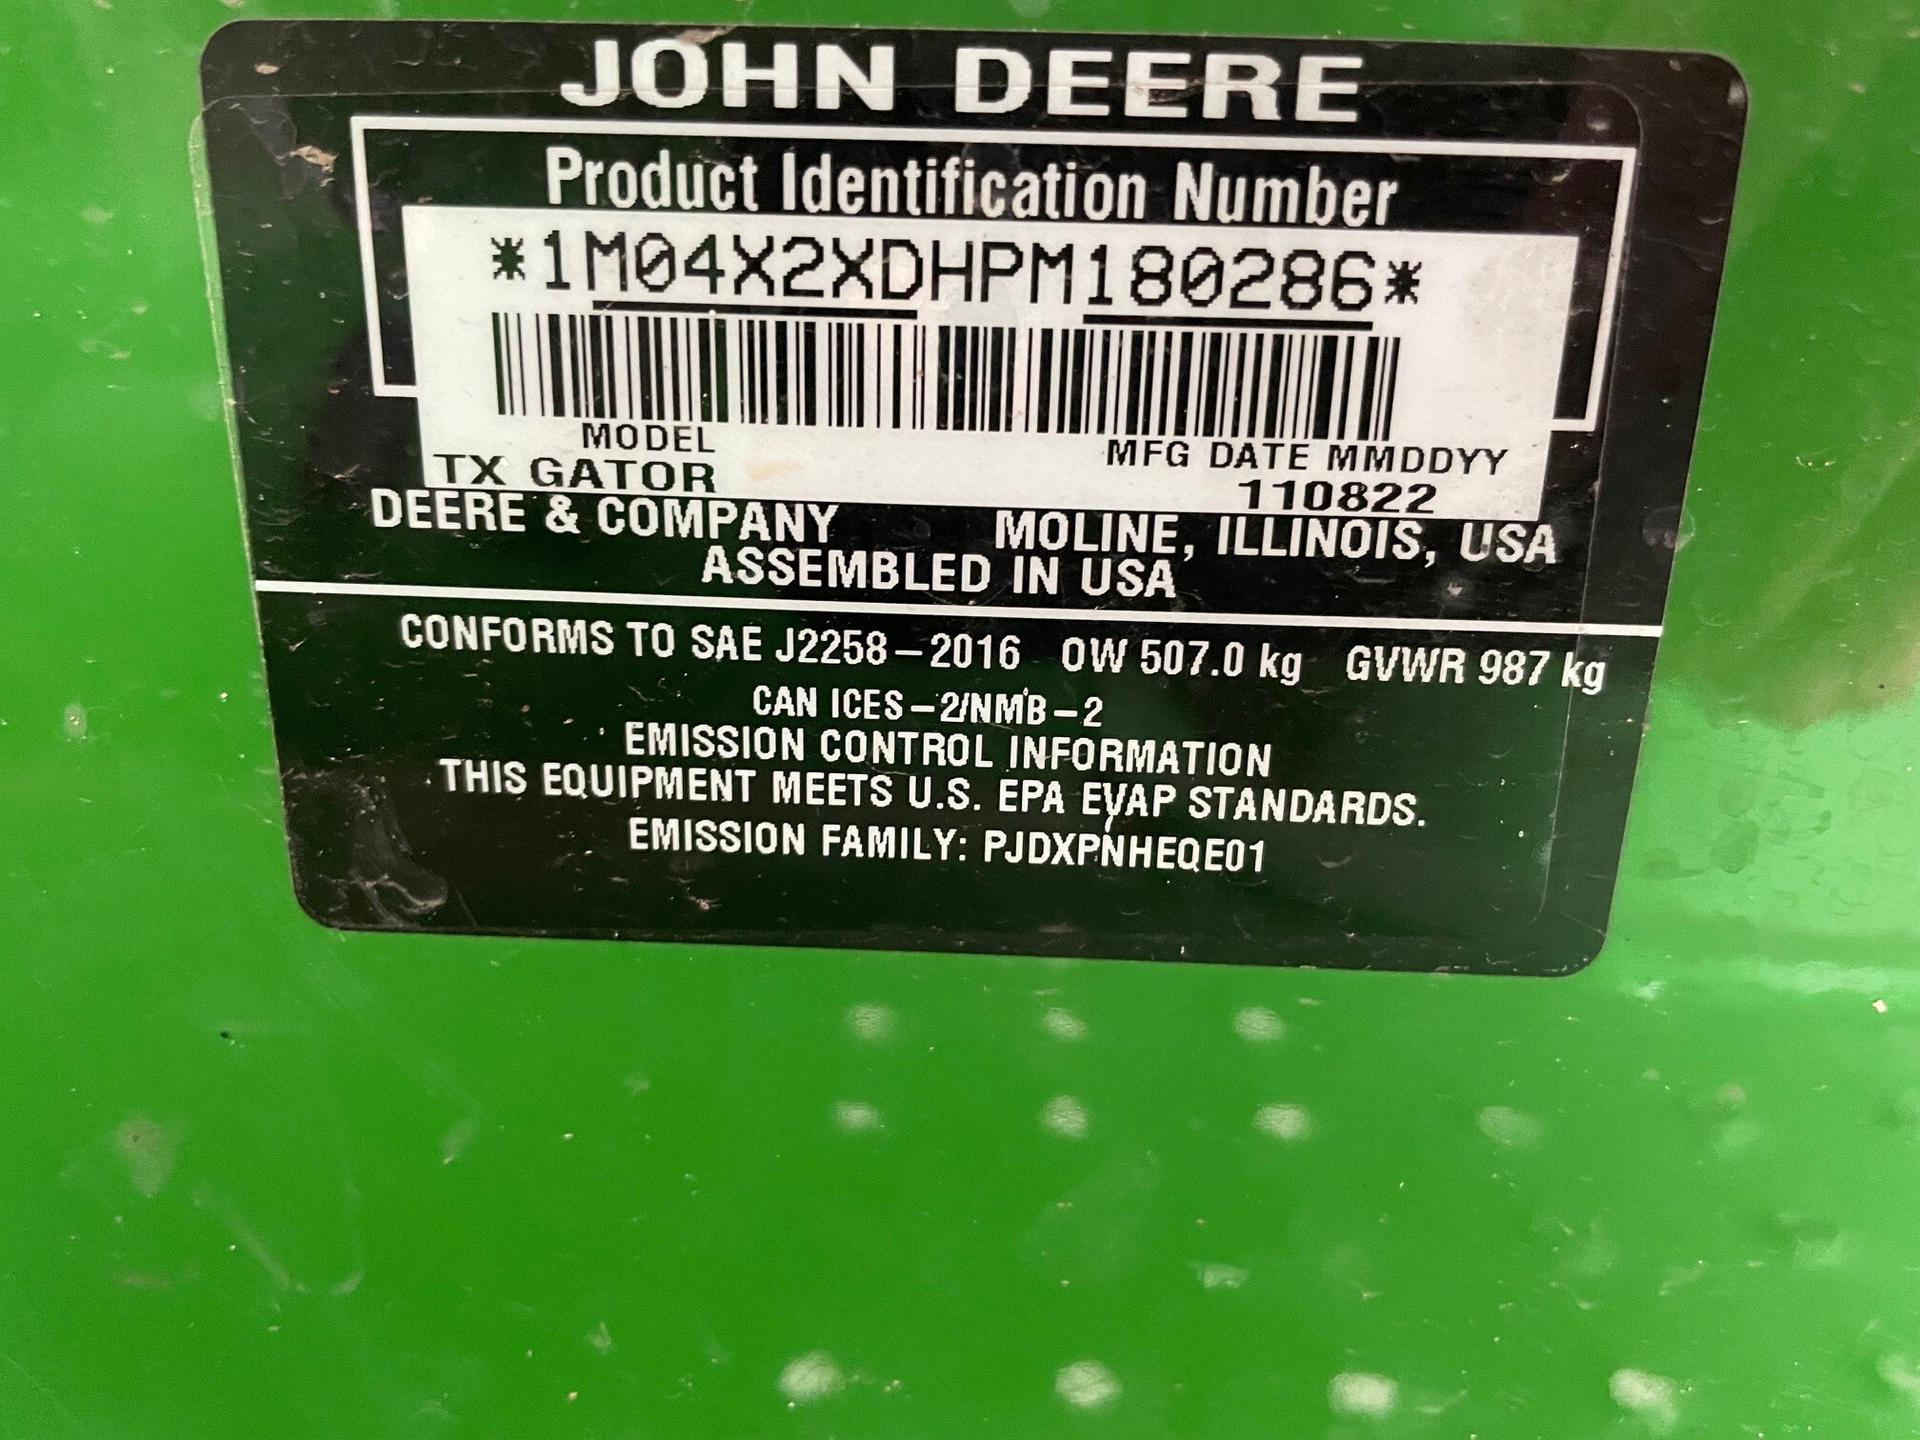 JOHN DEERE
Product Identification Number
*1M04X2XDHPM180286*
MODEL MFG DATE MMDDYY
TX GATOR 110822
DEERE & COMPANY MOLINE, ILLINOIS, USA
ASSEMBLED IN USA
CONFORMS TO SAE J2258-2016 OW 507.0 kg GVWR 987 kg
CAN ICES-2/NMB-2
EMISSION CONTROL INFORMATION
THIS EQUIPMENT MEETS U.S. EPA EVAP STANDARDS.
EMISSION FAMILY: PJDXPNHEQE01